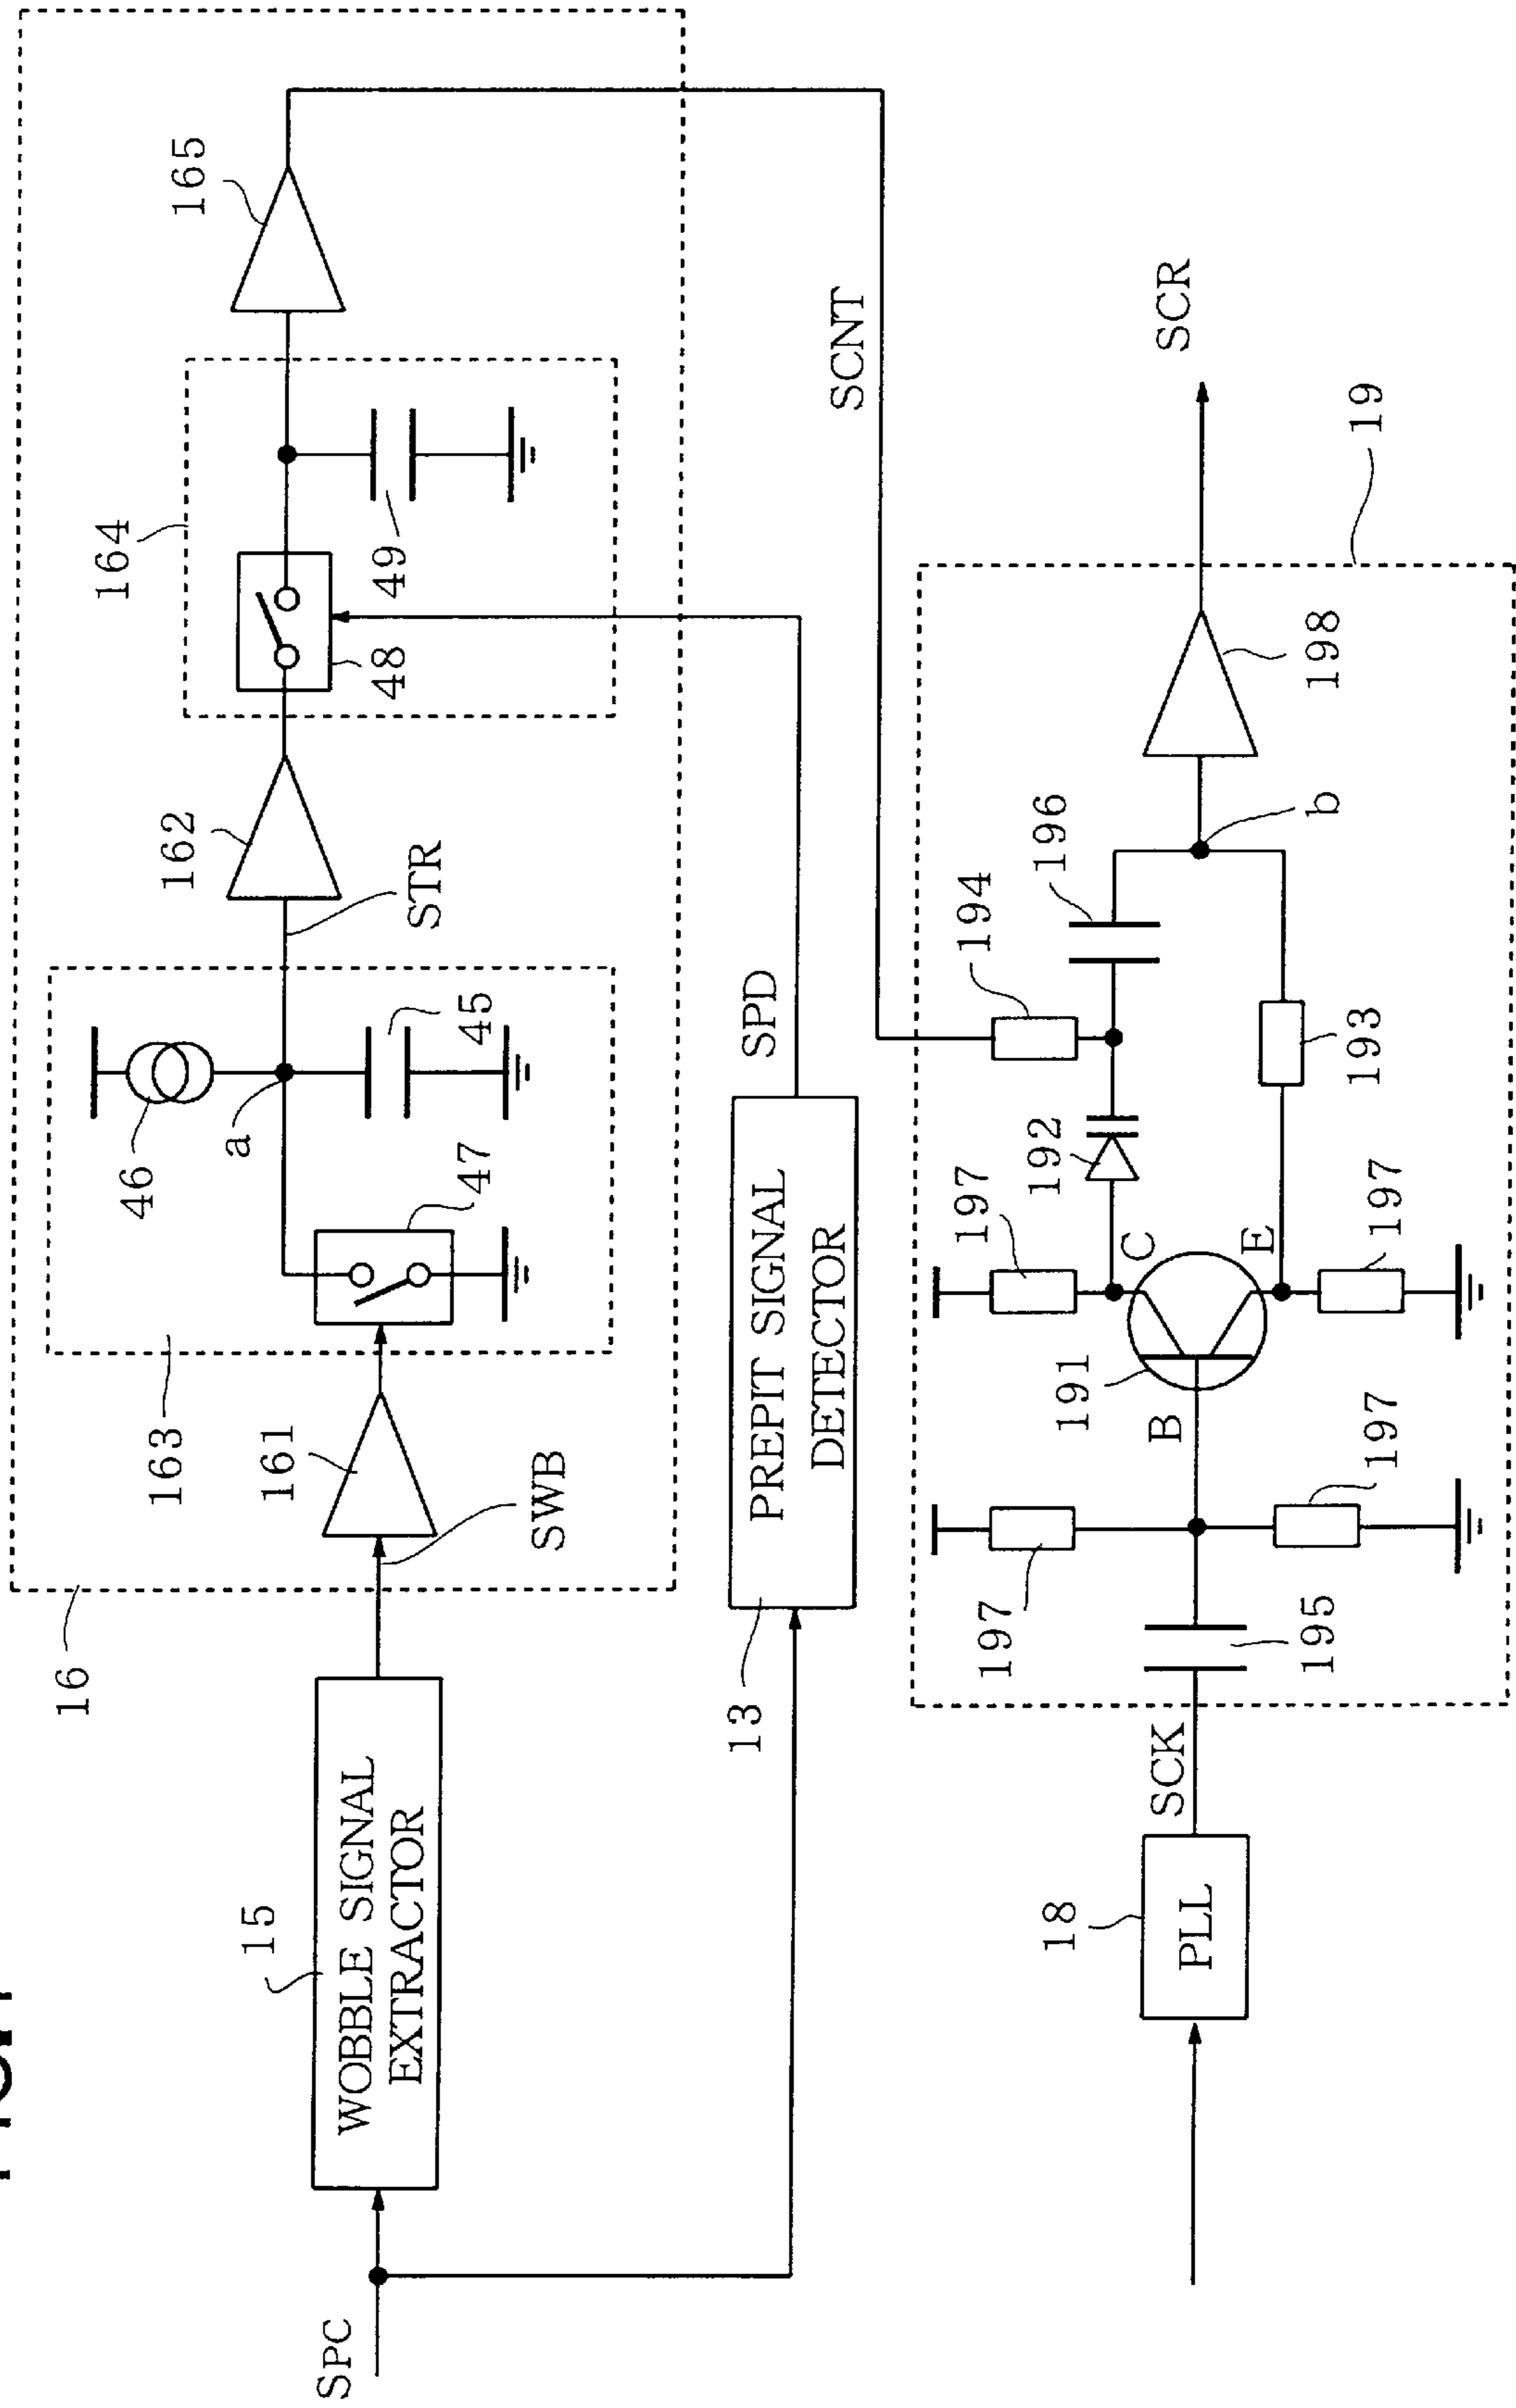 16
164
46
163
162
165
a
15
161
SPC
WOBBLE SIGNAL
EXTRACTOR
48
49
STR
47
45
SWB
13
SPD
PREPIT SIGNAL
DETECTOR
SCNT
197
194
197
192
196
18
191
C
SCK
B
SCR
PLL
E
195
b
198
197
197
193
19